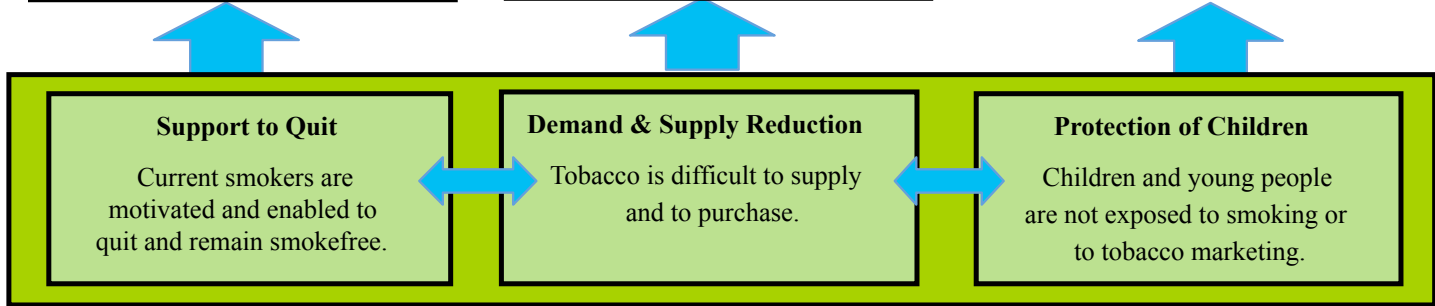 Support to Quit
Current smokers are
motivated and enabled to
quit and remain smokefree.
Demand & Supply Reduction
Tobacco is difficult to supply
and to purchase.
Protection of Children
Children and young people
are not exposed to smoking or
to tobacco marketing.